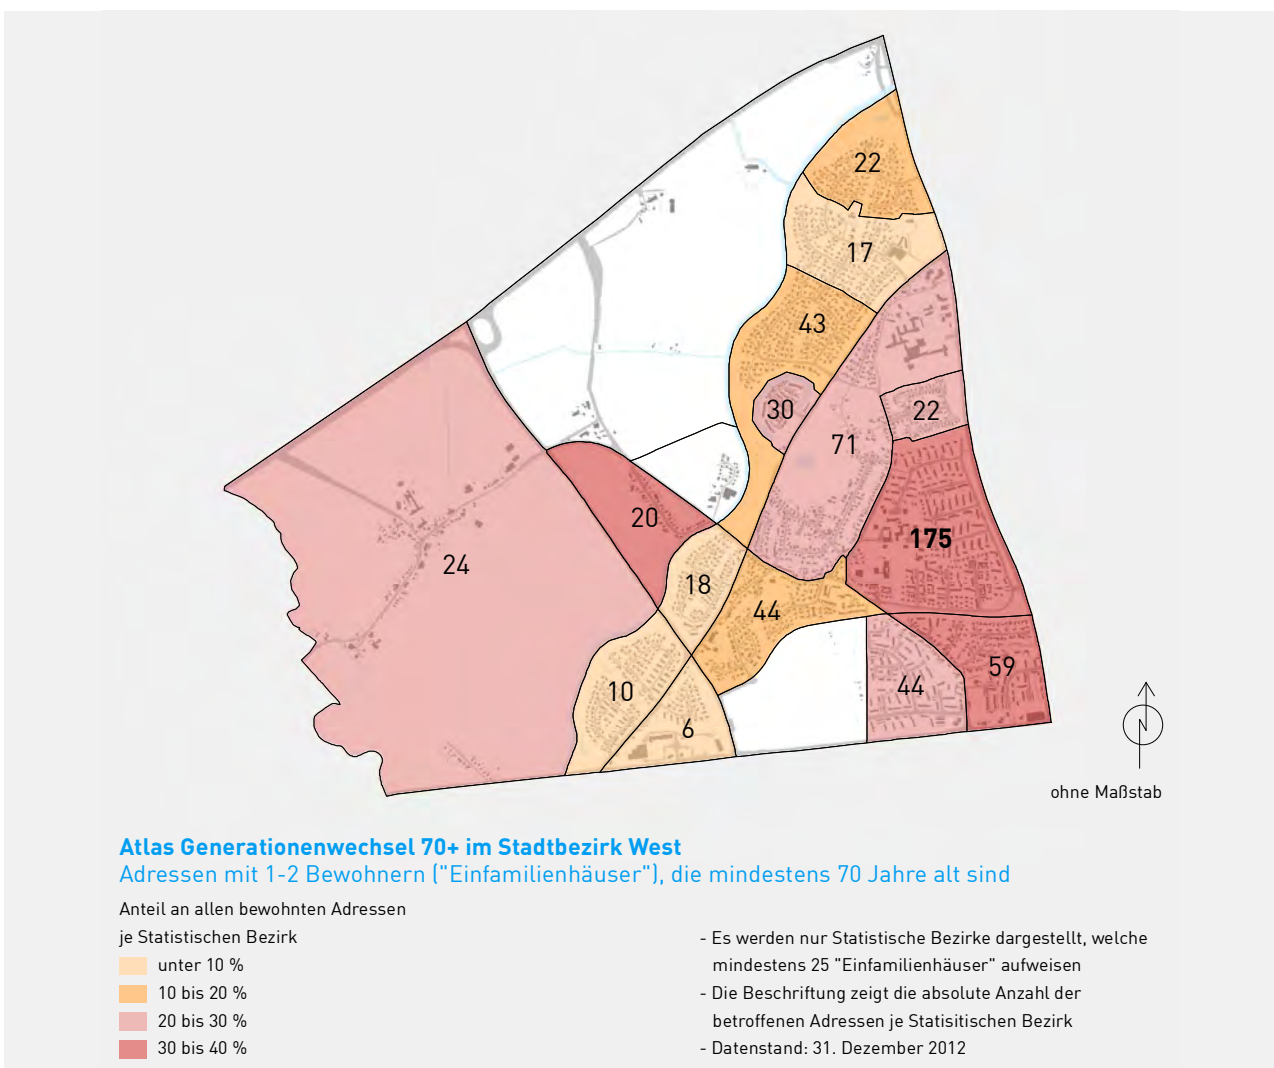 22
17
43
30
22
71
175
20
24
18
44
59
44
10
6
N
ohne Maßstab
Atlas Generationenwechsel 70+ im Stadtbezirk West
Adressen mit 1-2 Bewohnern ("Einfamilienhäuser"), die mindestens 70 Jahre alt sind
Anteil an allen bewohnten Adressen
je Statistischen Bezirk
unter 10 %
10 bis 20 %
20 bis 30 %
30 bis 40 %
- Es werden nur Statistische Bezirke dargestellt, welche
mindestens 25 "Einfamilienhäuser" aufweisen
- Die Beschriftung zeigt die absolute Anzahl der
betroffenen Adressen je Statisitischen Bezirk
- Datenstand: 31. Dezember 2012